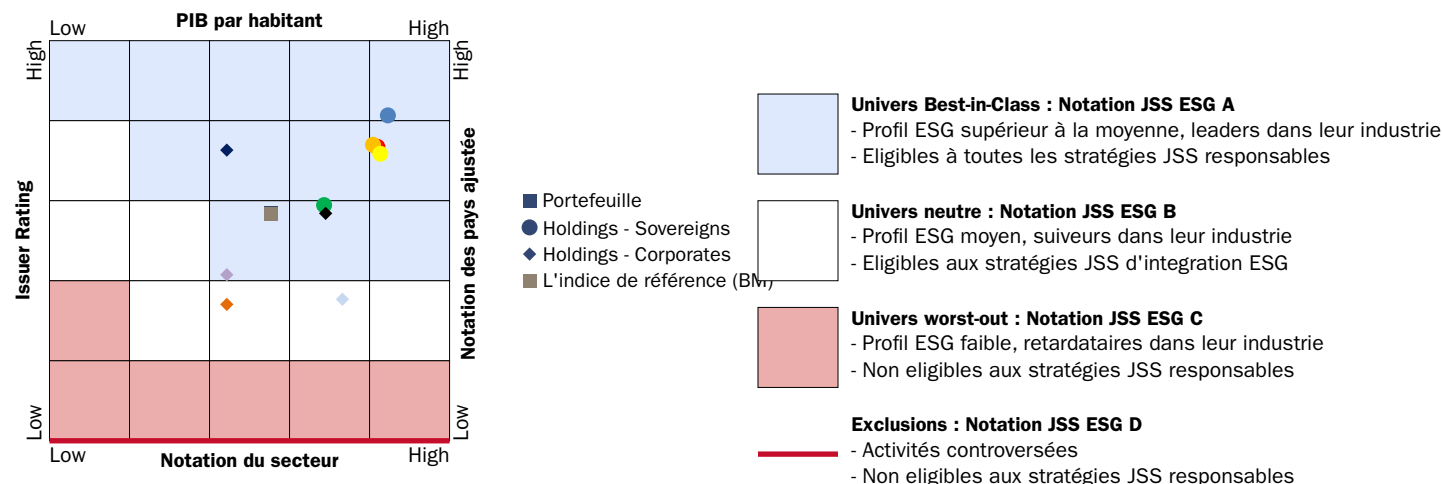 PIB par habitant
Low
High
High
High
Issuer Rating
Notation des pays ajustée
Low
Low
Low
High
Notation du secteur
Portefeuille
Holdings - Sovereigns
Holdings - Corporates
L'indice de référence (BM)
Univers Best-in-Class : Notation JSS ESG A
- Profil ESG supérieur à la moyenne, leaders dans leur industrie
- Eligibles à toutes les stratégies JSS responsables
Univers neutre : Notation JSS ESG B
- Profil ESG moyen, suiveurs dans leur industrie
- Eligibles aux stratégies JSS d'integration ESG
Univers worst-out : Notation JSS ESG C
- Profil ESG faible, retardataires dans leur industrie
- Non eligibles aux stratégies JSS responsables
Exclusions : Notation JSS ESG D
- Activités controversées
- Non eligibles aux stratégies JSS responsables